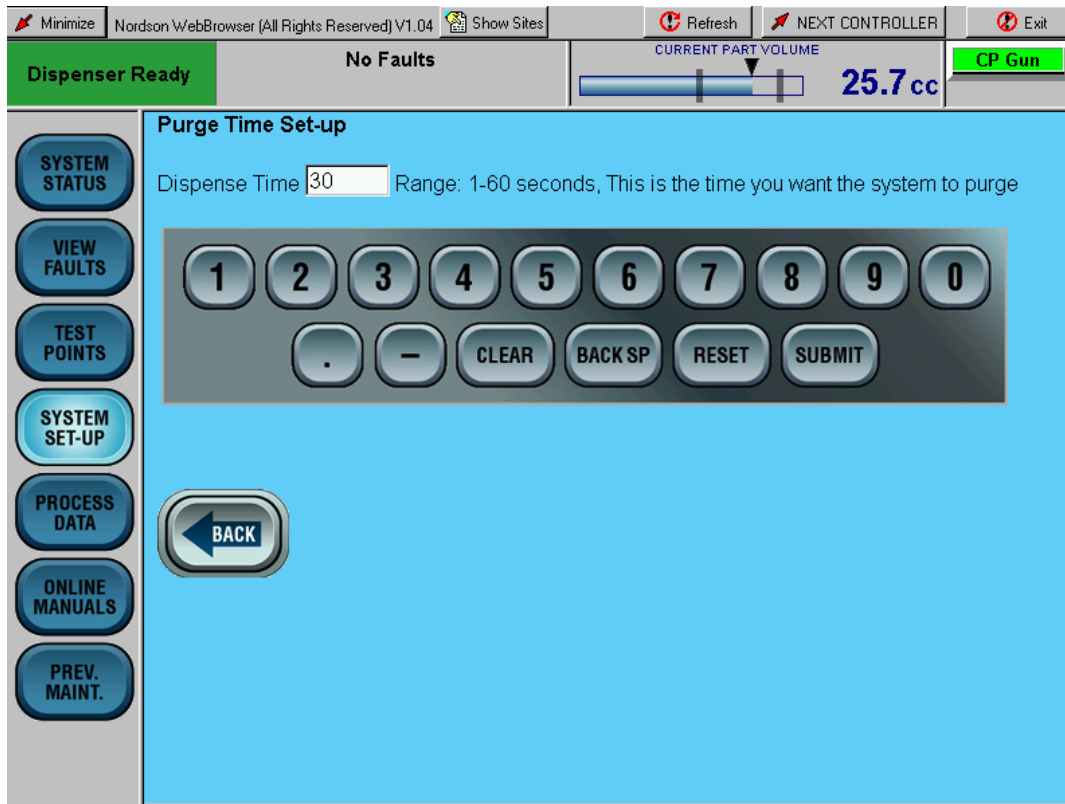 Minimize Nordson WebBrowser (All Rights Reserved) V1.04 Show Sites Refresh NEXT CONTROLLER Exit
Dispenser Ready
No Faults
CURRENT PART VOLUME
25.7 cc
CP Gun
SYSTEM
STATUS
VIEW
FAULTS
TEST
POINTS
SYSTEM
SET-UP
PROCESS
DATA
ONLINE
MANUALS
PREV.
MAINT.
Purge Time Set-up
Dispense Time 30 Range: 1-60 seconds, This is the time you want the system to purge
1 2 3 4 5 6 7 8 9 0
. – CLEAR BACK SP RESET SUBMIT
BACK